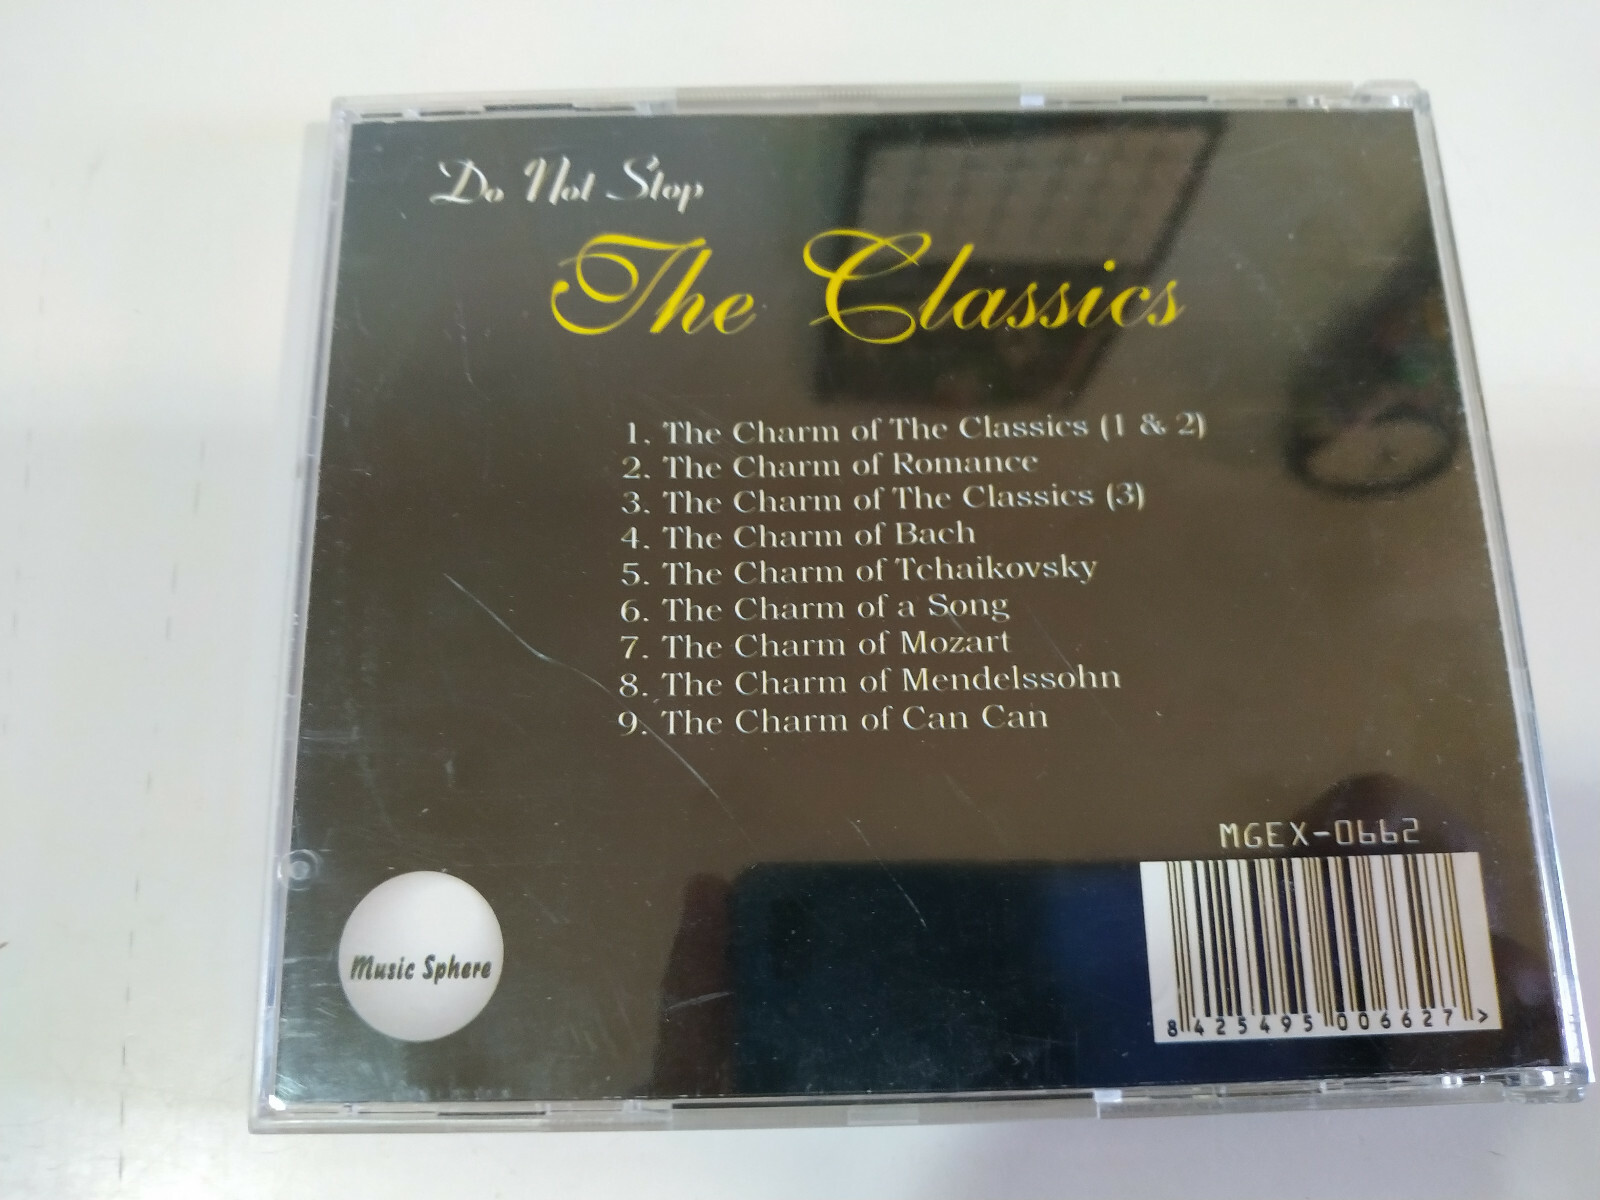 Do Not Stop
The Classics
1. The Charm of The Classics (1 & 2)
2. The Charm of Romance
3. The Charm of The Classics (3)
4. The Charm of Bach
5. The Charm of Tchaikovsky
6. The Charm of a Song
7. The Charm of Mozart
8. The Charm of Mendelssohn
9. The Charm of Can Can
MGEX-0662
Music Sphere
8 425495 006627 >